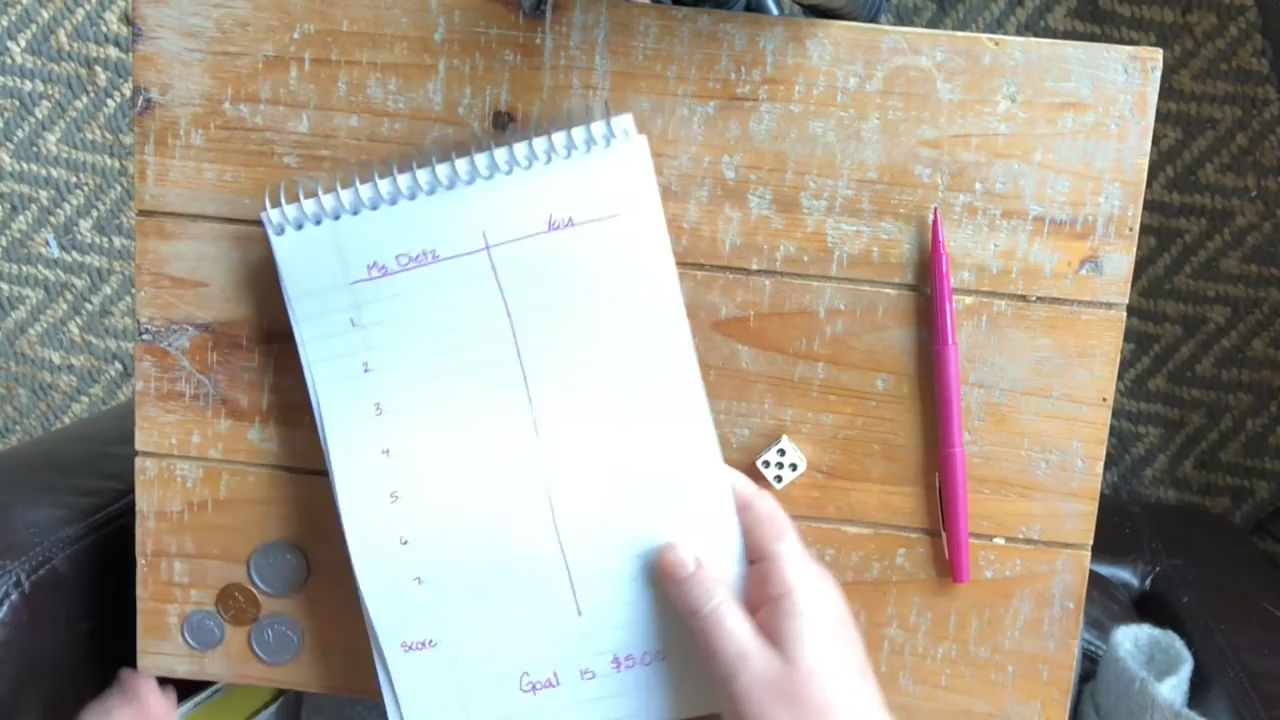 Ms. Dietz You
1.
2.
3.
4.
5.
6.
7.
Score
Goal is $5.00